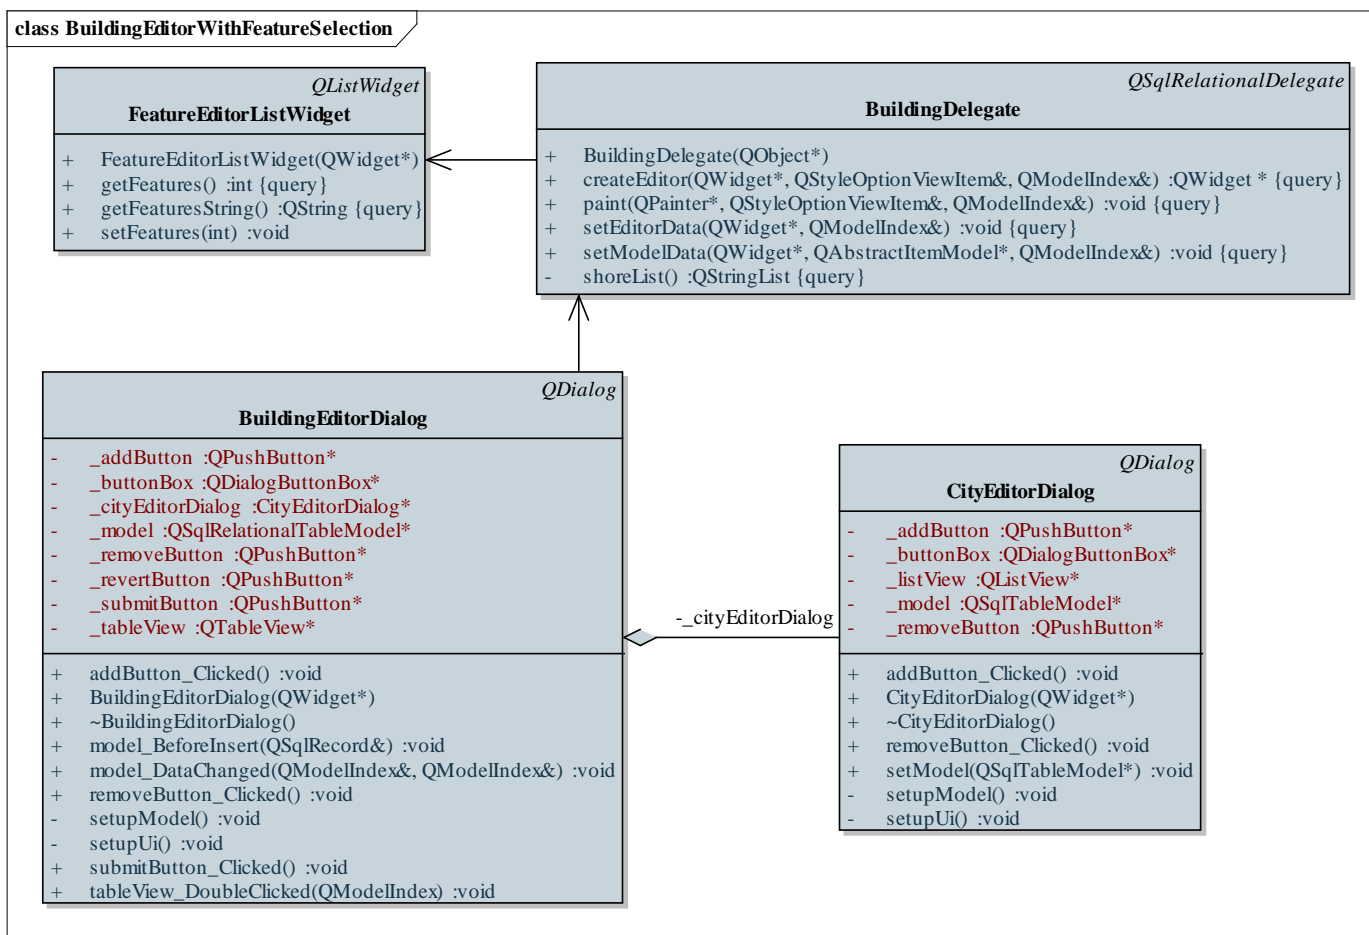 class BuildingEditorWithFeatureSelection
QListWidget
FeatureEditorListWidget
+ FeatureEditorListWidget(QWidget*)
+ getFeatures() :int {query}
+ getFeaturesString() :QString {query}
+ setFeatures(int) :void
QSqlRelationalDelegate
BuildingDelegate
+ BuildingDelegate(QObject*)
+ createEditor(QWidget*, QStyleOptionViewItem&, QModelIndex&) :QWidget * {query}
+ paint(QPainter*, QStyleOptionViewItem&, QModelIndex&) :void {query}
+ setEditorData(QWidget*, QModelIndex&) :void {query}
+ setModelData(QWidget*, QAbstractItemModel*, QModelIndex&) :void {query}
- shoreList() :QStringList {query}
QDialog
BuildingEditorDialog
- _addButton :QPushButton*
- _buttonBox :QDialogButtonBox*
- _cityEditorDialog :CityEditorDialog*
- _model :QSqlRelationalTableModel*
- _removeButton :QPushButton*
- _revertButton :QPushButton*
- _submitButton :QPushButton*
- _tableView :QTableView*
+ addButton_Clicked() :void
+ BuildingEditorDialog(QWidget*)
+ ~BuildingEditorDialog()
+ model_BeforeInsert(QSqlRecord&) :void
+ model_DataChanged(QModelIndex&, QModelIndex&) :void
+ removeButton_Clicked() :void
- setupModel() :void
- setupUi() :void
+ submitButton_Clicked() :void
+ tableView_DoubleClicked(QModelIndex) :void
-_cityEditorDialog
QDialog
CityEditorDialog
- _addButton :QPushButton*
- _buttonBox :QDialogButtonBox*
- _listView :QListView*
- _model :QSqlTableModel*
- _removeButton :QPushButton*
+ addButton_Clicked() :void
+ CityEditorDialog(QWidget*)
+ ~CityEditorDialog()
+ removeButton_Clicked() :void
+ setModel(QSqlTableModel*) :void
- setupModel() :void
- setupUi() :void